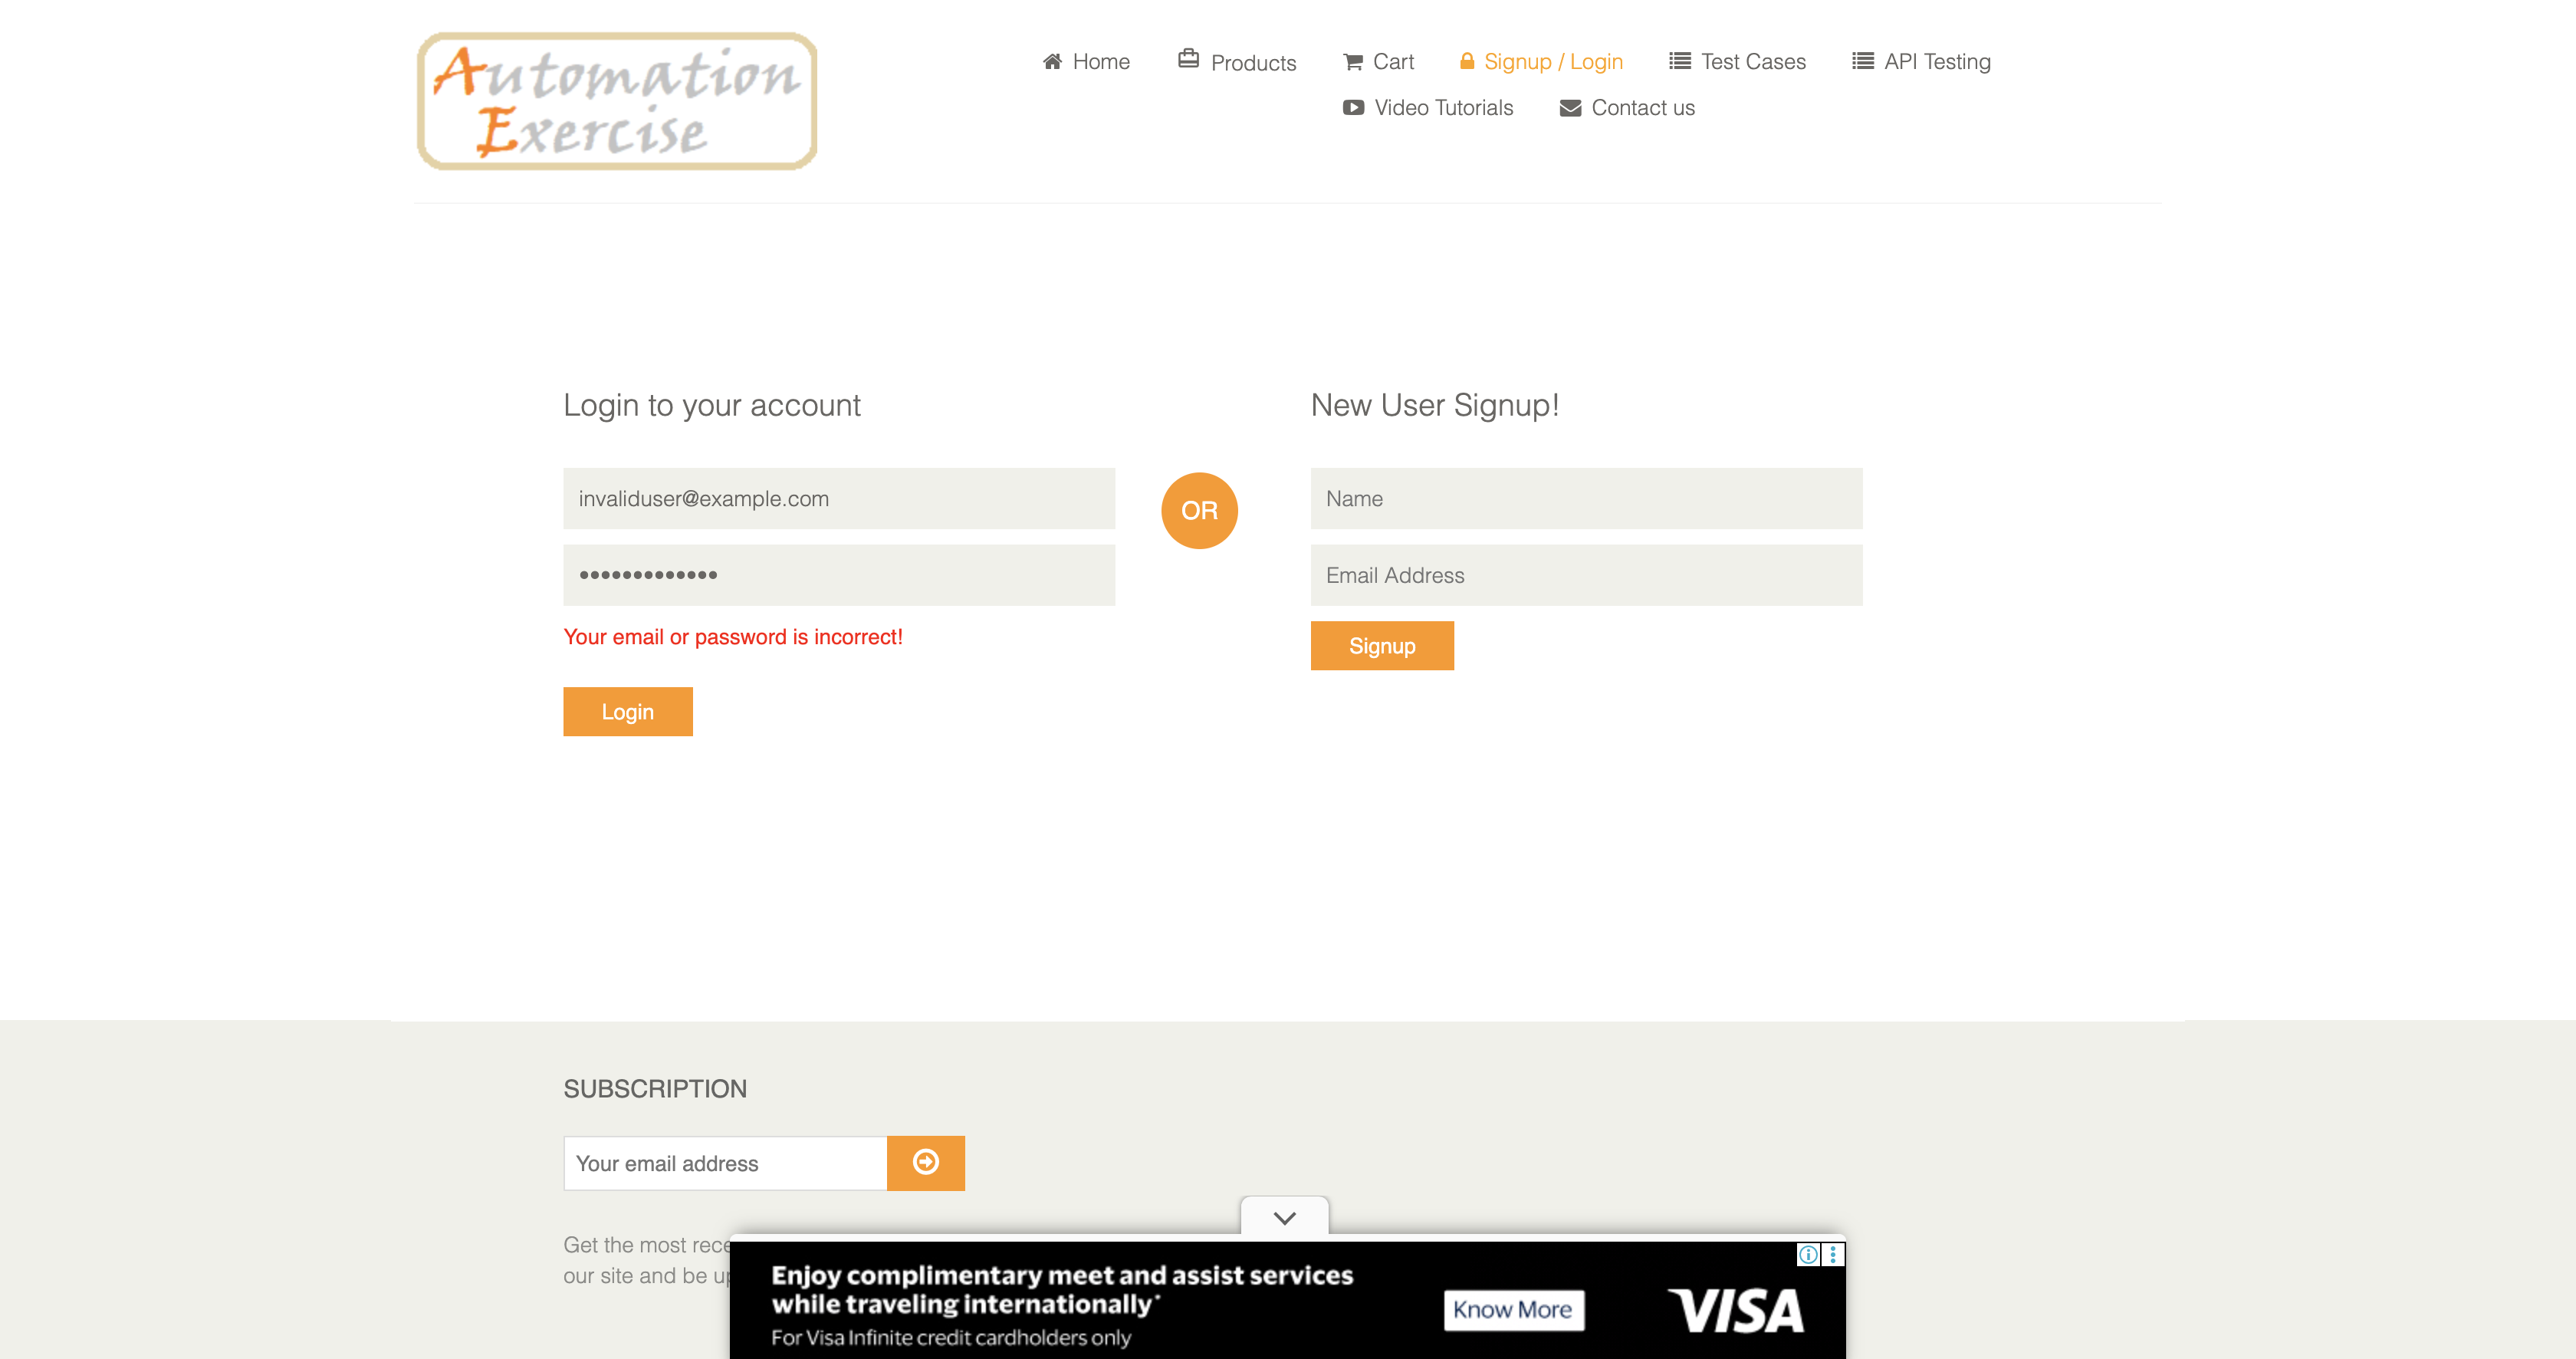 Automation
Exercise
Home
Products
Cart
Signup / Login
Test Cases
API Testing
Video Tutorials
Contact us
Login to your account
invaliduser@example.com
•••••••••••••
Your email or password is incorrect!
Login
OR
New User Signup!
Name
Email Address
Signup
SUBSCRIPTION
Your email address
Get the most rece
our site and be up
Enjoy complimentary meet and assist services
while traveling internationally*
For Visa Infinite credit cardholders only
Know More
VISA